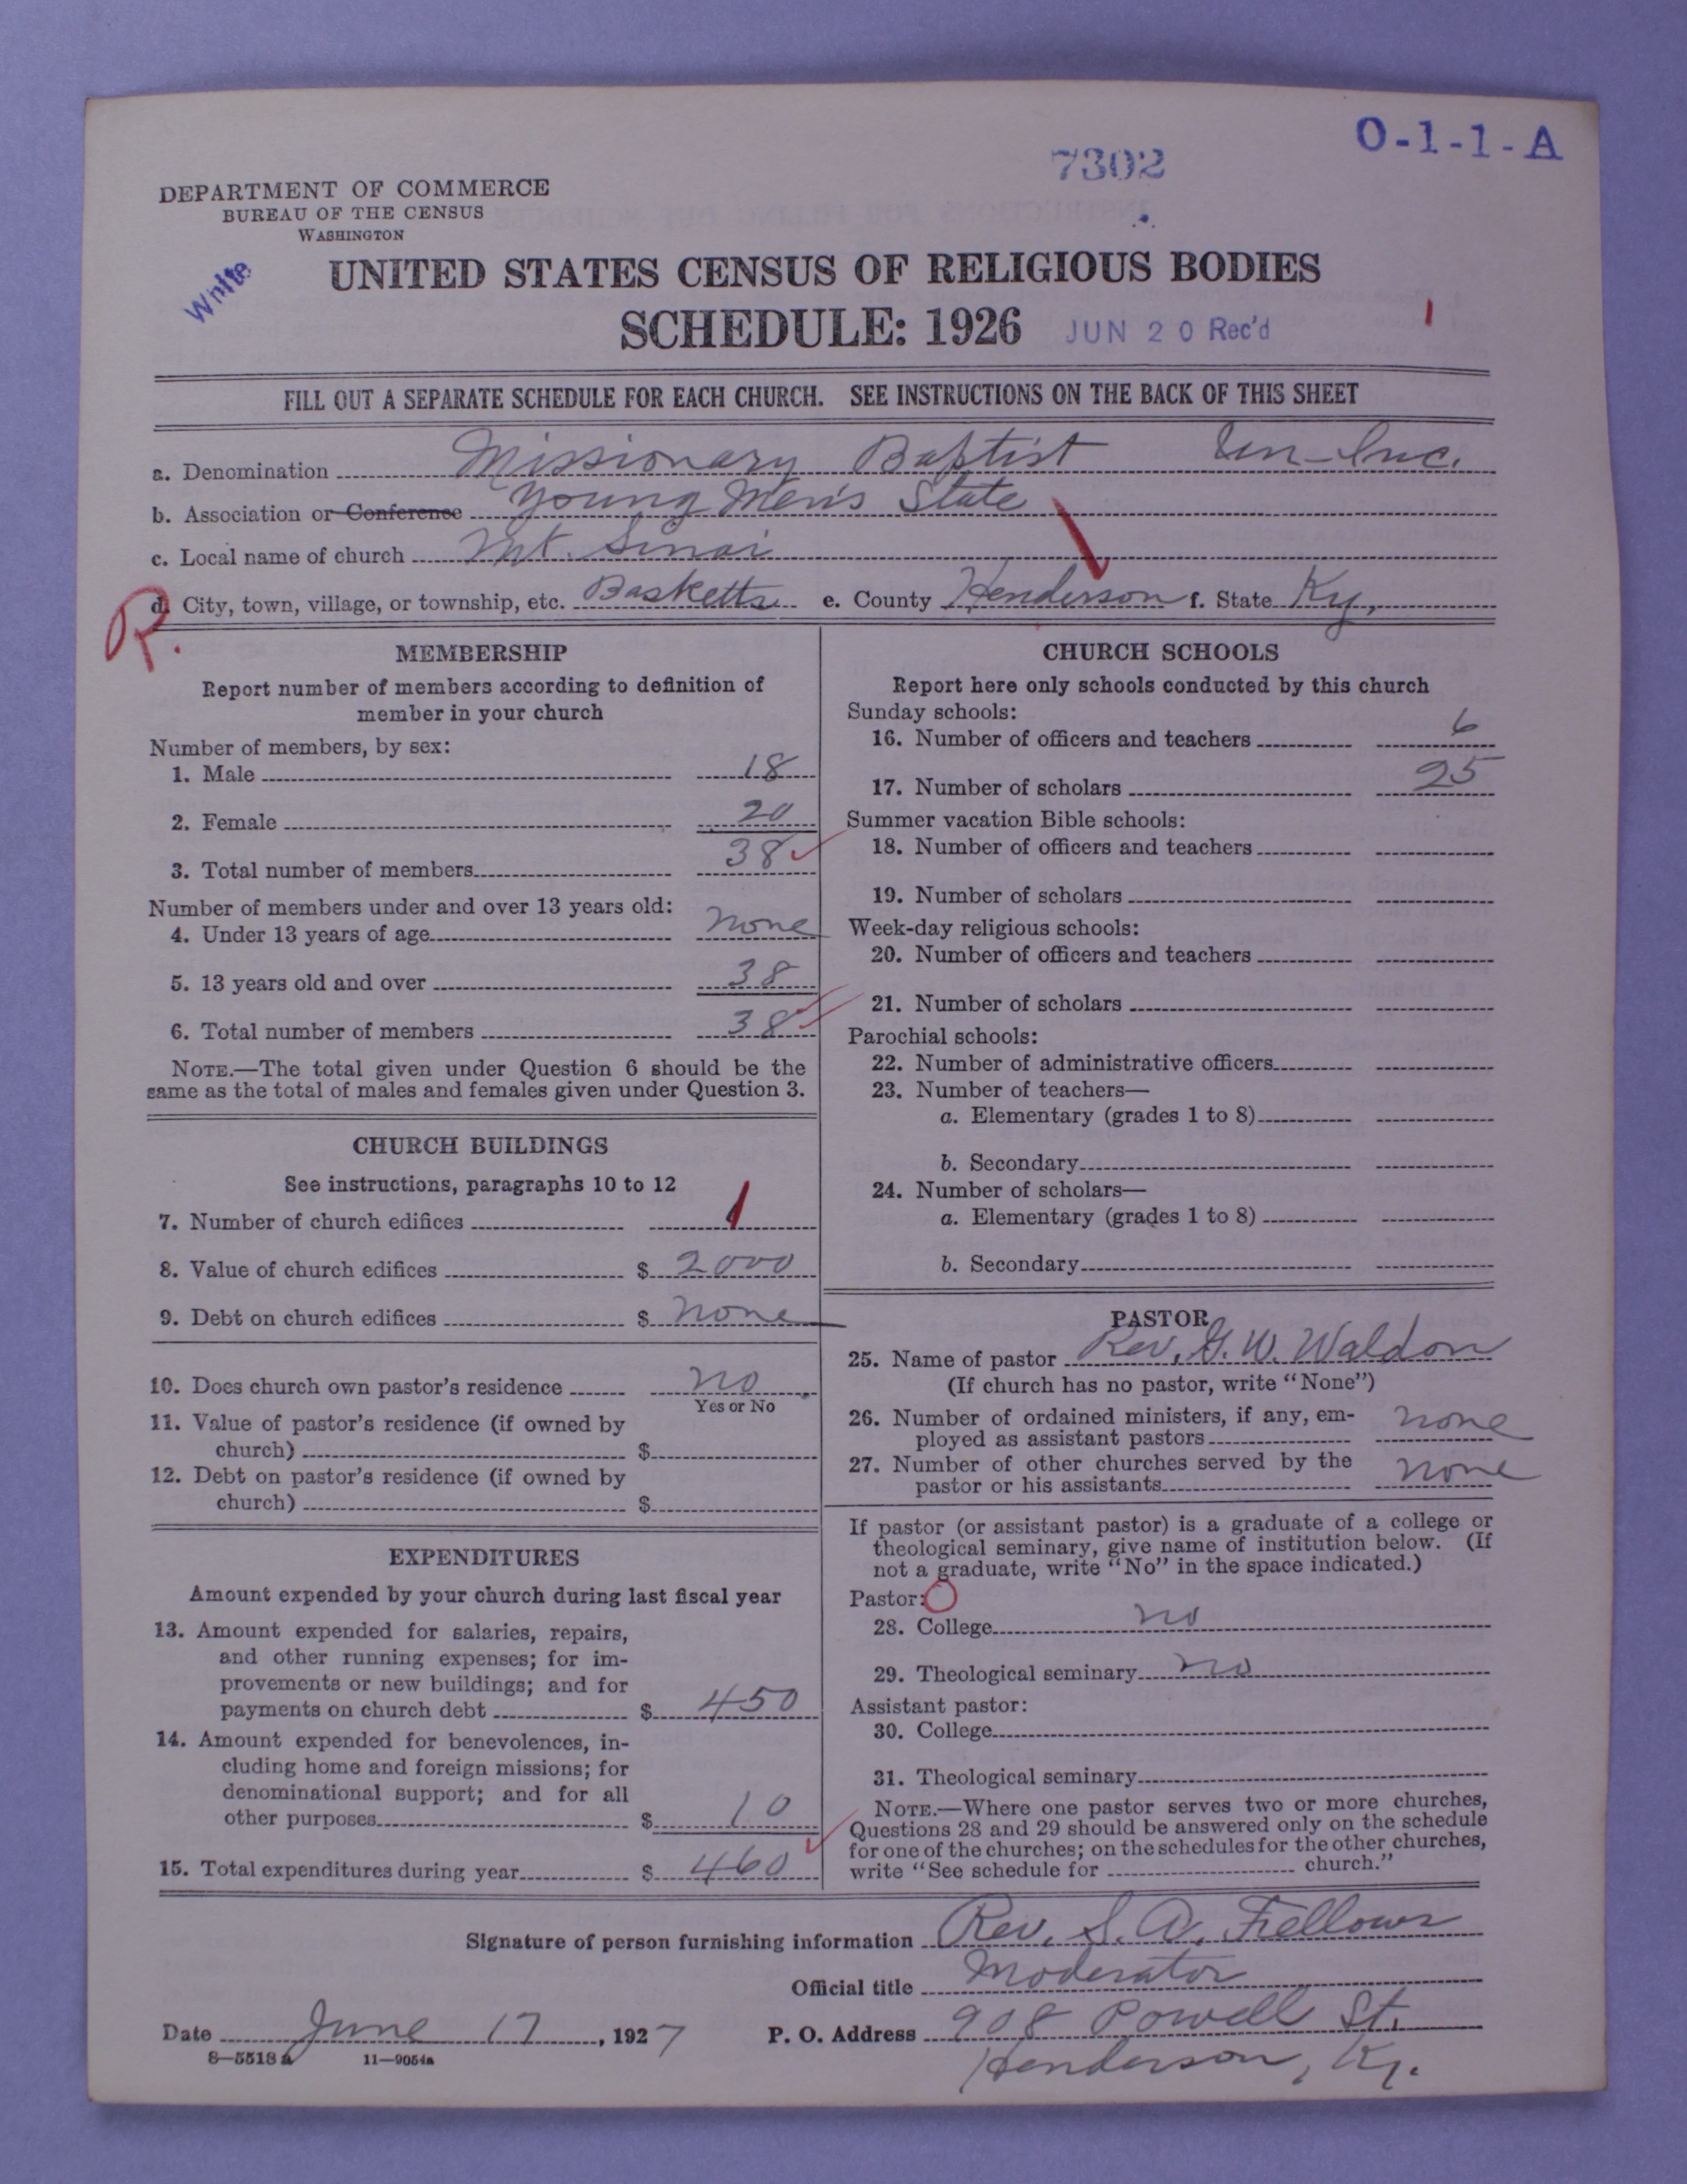 O-1-1-A
7302
DEPARTMENT OF COMMERCE
BUREAU OF THE CENSUS
WASHINGTON
White
UNITED STATES CENSUS OF RELIGIOUS BODIES
SCHEDULE: 1926 JUN 20 Rec'd
1
FILL OUT A SEPARATE SCHEDULE FOR EACH CHURCH. SEE INSTRUCTIONS ON THE BACK OF THIS SHEET
a. Denomination Missionary Baptist Un-Inc.
b. Association or Conference Young Men's State
c. Local name of church Mt. Sinai
R.
d. City, town, village, or township, etc. Basketts e. County Henderson f. State Ky.
MEMBERSHIP
Report number of members according to definition of
member in your church
Number of members, by sex:
1. Male 18
2. Female 20
3. Total number of members 38
Number of members under and over 13 years old:
4. Under 13 years of age none
5. 13 years old and over 38
6. Total number of members 38
NOTE.—The total given under Question 6 should be the
same as the total of males and females given under Question 3.
CHURCH BUILDINGS
See instructions, paragraphs 10 to 12
7. Number of church edifices 1
8. Value of church edifices $ 2000
9. Debt on church edifices $ none
10. Does church own pastor's residence no
Yes or No
11. Value of pastor's residence (if owned by
church) $
12. Debt on pastor's residence (if owned by
church) $
EXPENDITURES
Amount expended by your church during last fiscal year
13. Amount expended for salaries, repairs,
and other running expenses; for im-
provements or new buildings; and for
payments on church debt $ 450
14. Amount expended for benevolences, in-
cluding home and foreign missions; for
denominational support; and for all
other purposes $ 10
15. Total expenditures during year $ 460
CHURCH SCHOOLS
Report here only schools conducted by this church
Sunday schools:
16. Number of officers and teachers 6
17. Number of scholars 25
Summer vacation Bible schools:
18. Number of officers and teachers
19. Number of scholars
Week-day religious schools:
20. Number of officers and teachers
21. Number of scholars
Parochial schools:
22. Number of administrative officers
23. Number of teachers—
a. Elementary (grades 1 to 8)
b. Secondary
24. Number of scholars—
a. Elementary (grades 1 to 8)
b. Secondary
PASTOR
25. Name of pastor Rev. G. W. Waldon
(If church has no pastor, write "None")
26. Number of ordained ministers, if any, em-
ployed as assistant pastors none
27. Number of other churches served by the
pastor or his assistants none
If pastor (or assistant pastor) is a graduate of a college or
theological seminary, give name of institution below. (If
not a graduate, write "No" in the space indicated.)
Pastor:
28. College no
29. Theological seminary no
Assistant pastor:
30. College
31. Theological seminary
NOTE.—Where one pastor serves two or more churches,
Questions 28 and 29 should be answered only on the schedule
for one of the churches; on the schedules for the other churches,
write "See schedule for church."
Signature of person furnishing information Rev. S. A. Fellows
Official title Moderator
Date June 17, 1927 P. O. Address 908 Powell St.
Henderson, Ky.
8—5518a 11—9054a